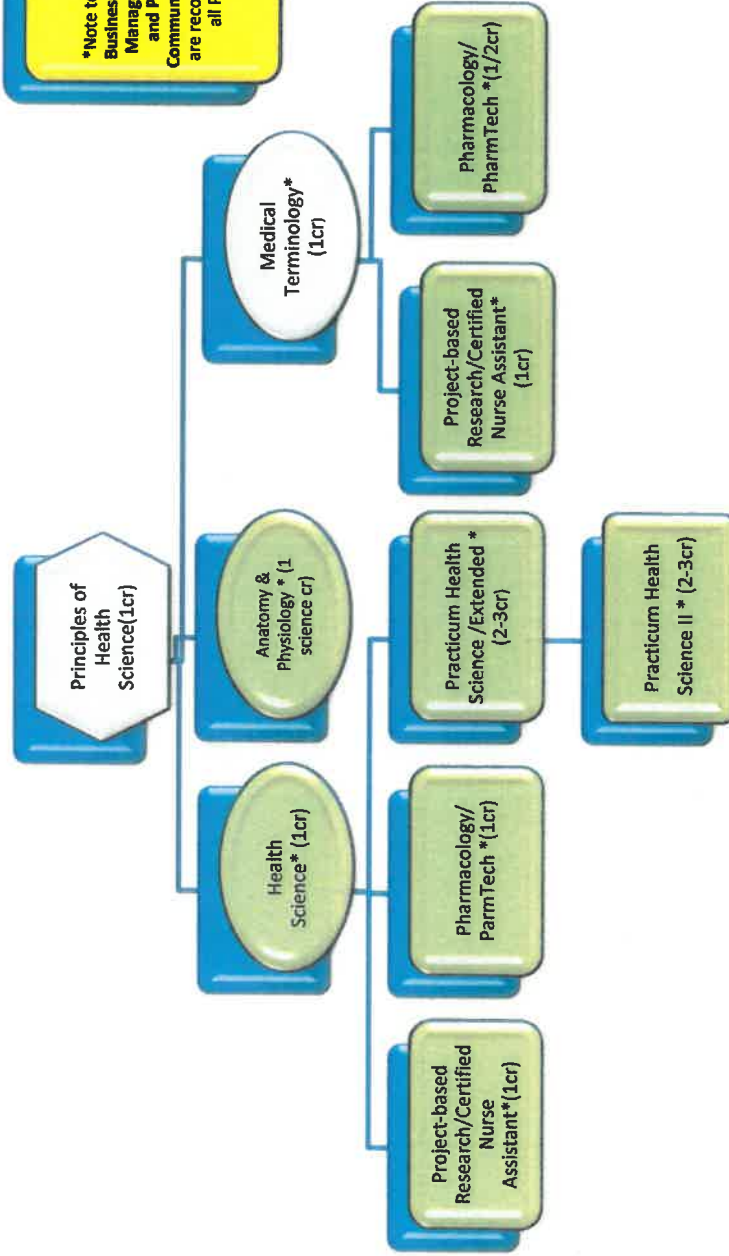 *Note to
Busines
Manag
and P
Commun
are reco
all
Principles of
Health
Science(1cr)
Health
Science* (1cr)
Anatomy &
Physiology * (1
science cr)
Medical
Terminology*
(1cr)
Project-based
Research/Certified
Nurse
Assistant*(1cr)
Pharmacology/
ParmTech *(1cr)
Practicum Health
Science /Extended *
(2-3cr)
Project-based
Research/Certified
Nurse Assistant*
(1cr)
Pharmacology/
PharmTech *(1/2cr)
Practicum Health
Science II * (2-3cr)